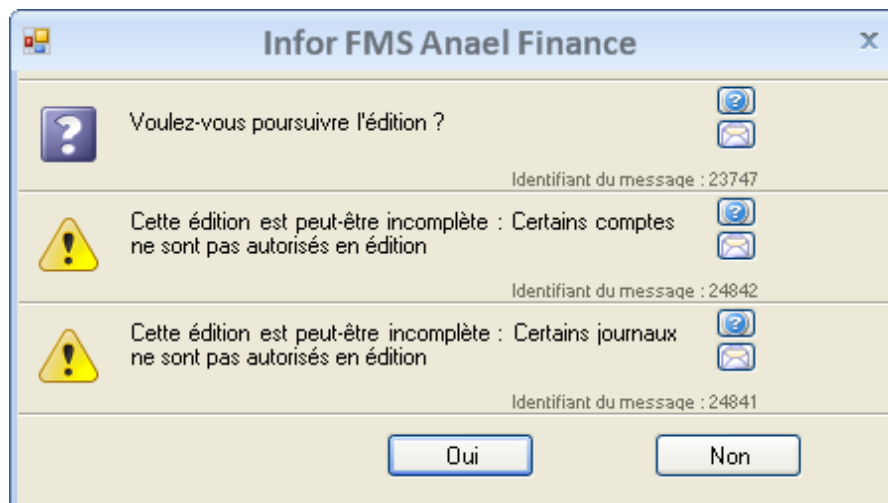 Infor FMS Anael Finance
x
Voulez-vous poursuivre l'édition ?
Identifiant du message : 23747
Cette édition est peut-être incomplète : Certains comptes
ne sont pas autorisés en édition
Identifiant du message : 24842
Cette édition est peut-être incomplète : Certains journaux
ne sont pas autorisés en édition
Identifiant du message : 24841
Oui
Non